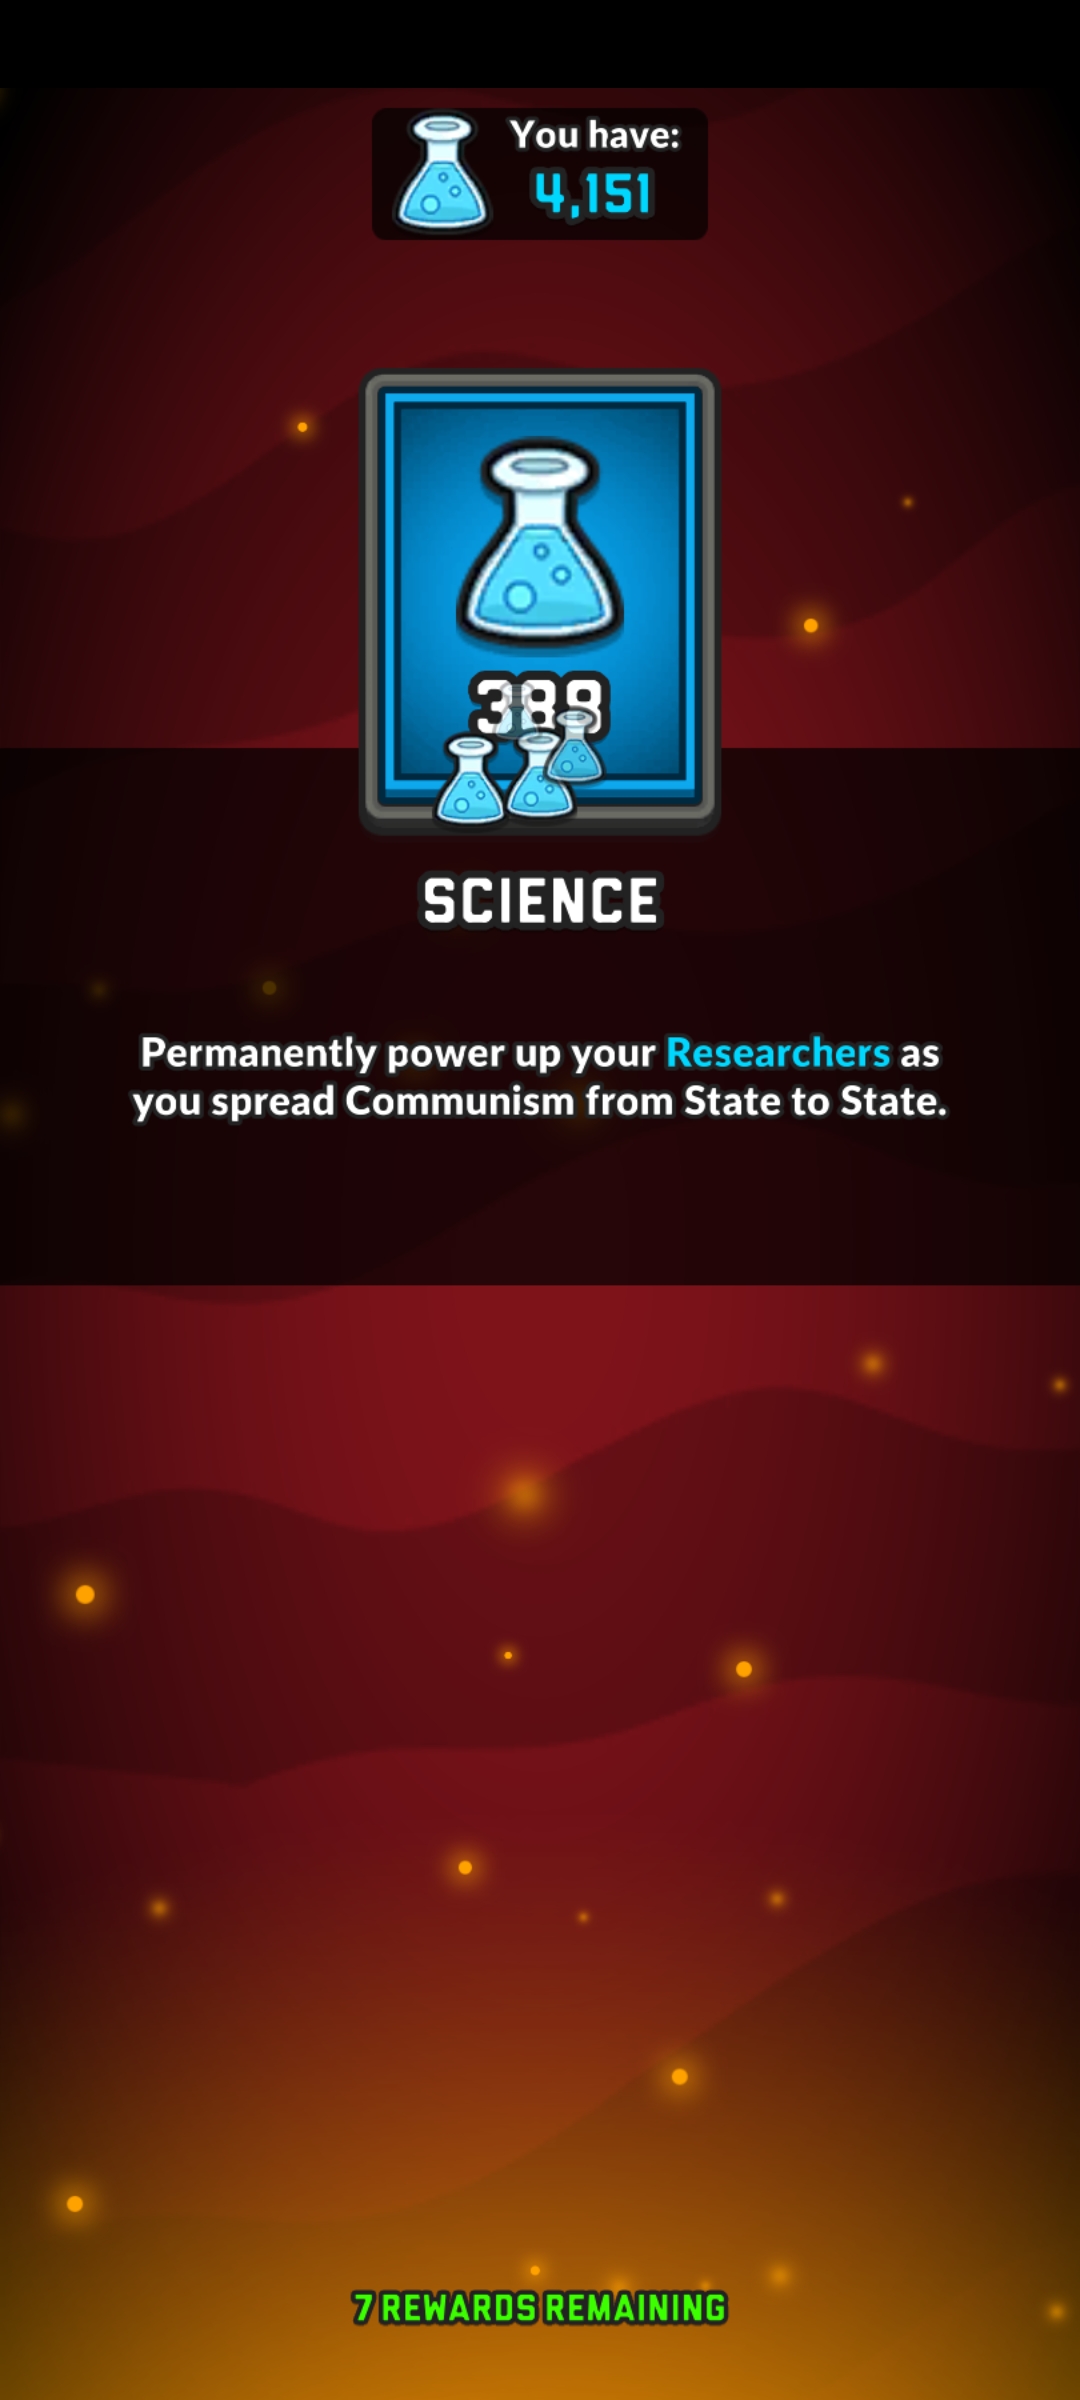 You have:
4,151
SCIENCE
Permanently power up your Researchers as
you spread Communism from State to State.
7 REWARDS REMAINING